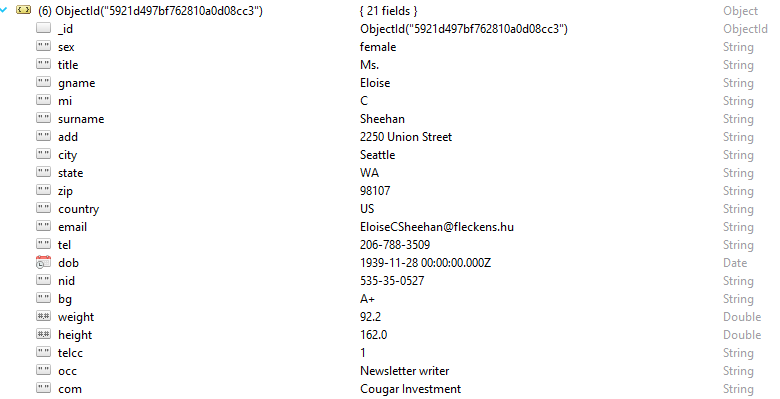 (6) ObjectId("5921d497bf762810a0d08cc3") { 21 fields } Object
_id ObjectId("5921d497bf762810a0d08cc3") ObjectId
"" sex female String
"" title Ms. String
"" gname Eloise String
"" mi C String
"" surname Sheehan String
"" add 2250 Union Street String
"" city Seattle String
"" state WA String
"" zip 98107 String
"" country US String
"" email EloiseCSheehan@fleckens.hu String
"" tel 206-788-3509 String
dob 1939-11-28 00:00:00.000Z Date
"" nid 535-35-0527 String
"" bg A+ String
## weight 92.2 Double
## height 162.0 Double
"" telcc 1 String
"" occ Newsletter writer String
"" com Cougar Investment String